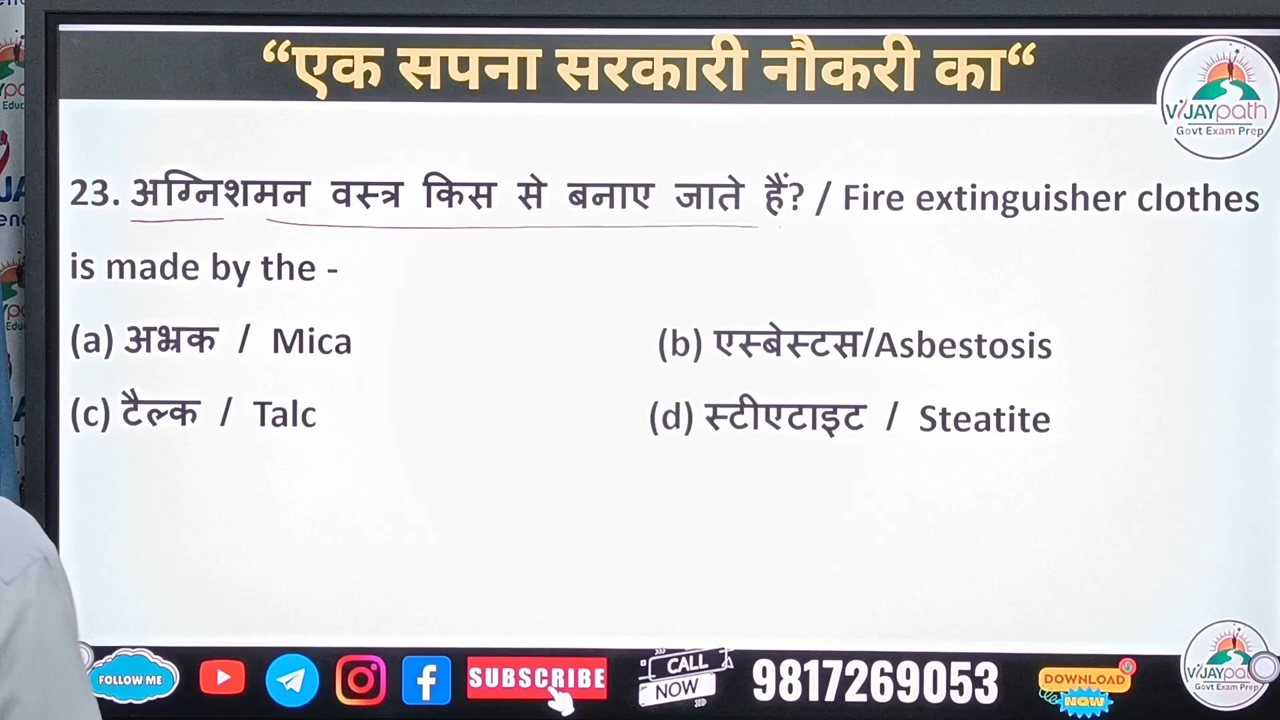 “एक सपना सरकारी नौकरी का“
ViJAYpath
Govt Exam Prep
23. अग्निशमन वस्त्र किस से बनाए जाते हैं? / Fire extinguisher clothes
is made by the -
(a) अभ्रक / Mica
(b) एस्बेस्टस/Asbestosis
(c) टैल्क / Talc
(d) स्टीएटाइट / Steatite
FOLLOW ME
SUBSCRIBE
CALL
NOW
9817269053
DOWNLOAD
NOW
ViJAYpath
Govt Exam Prep